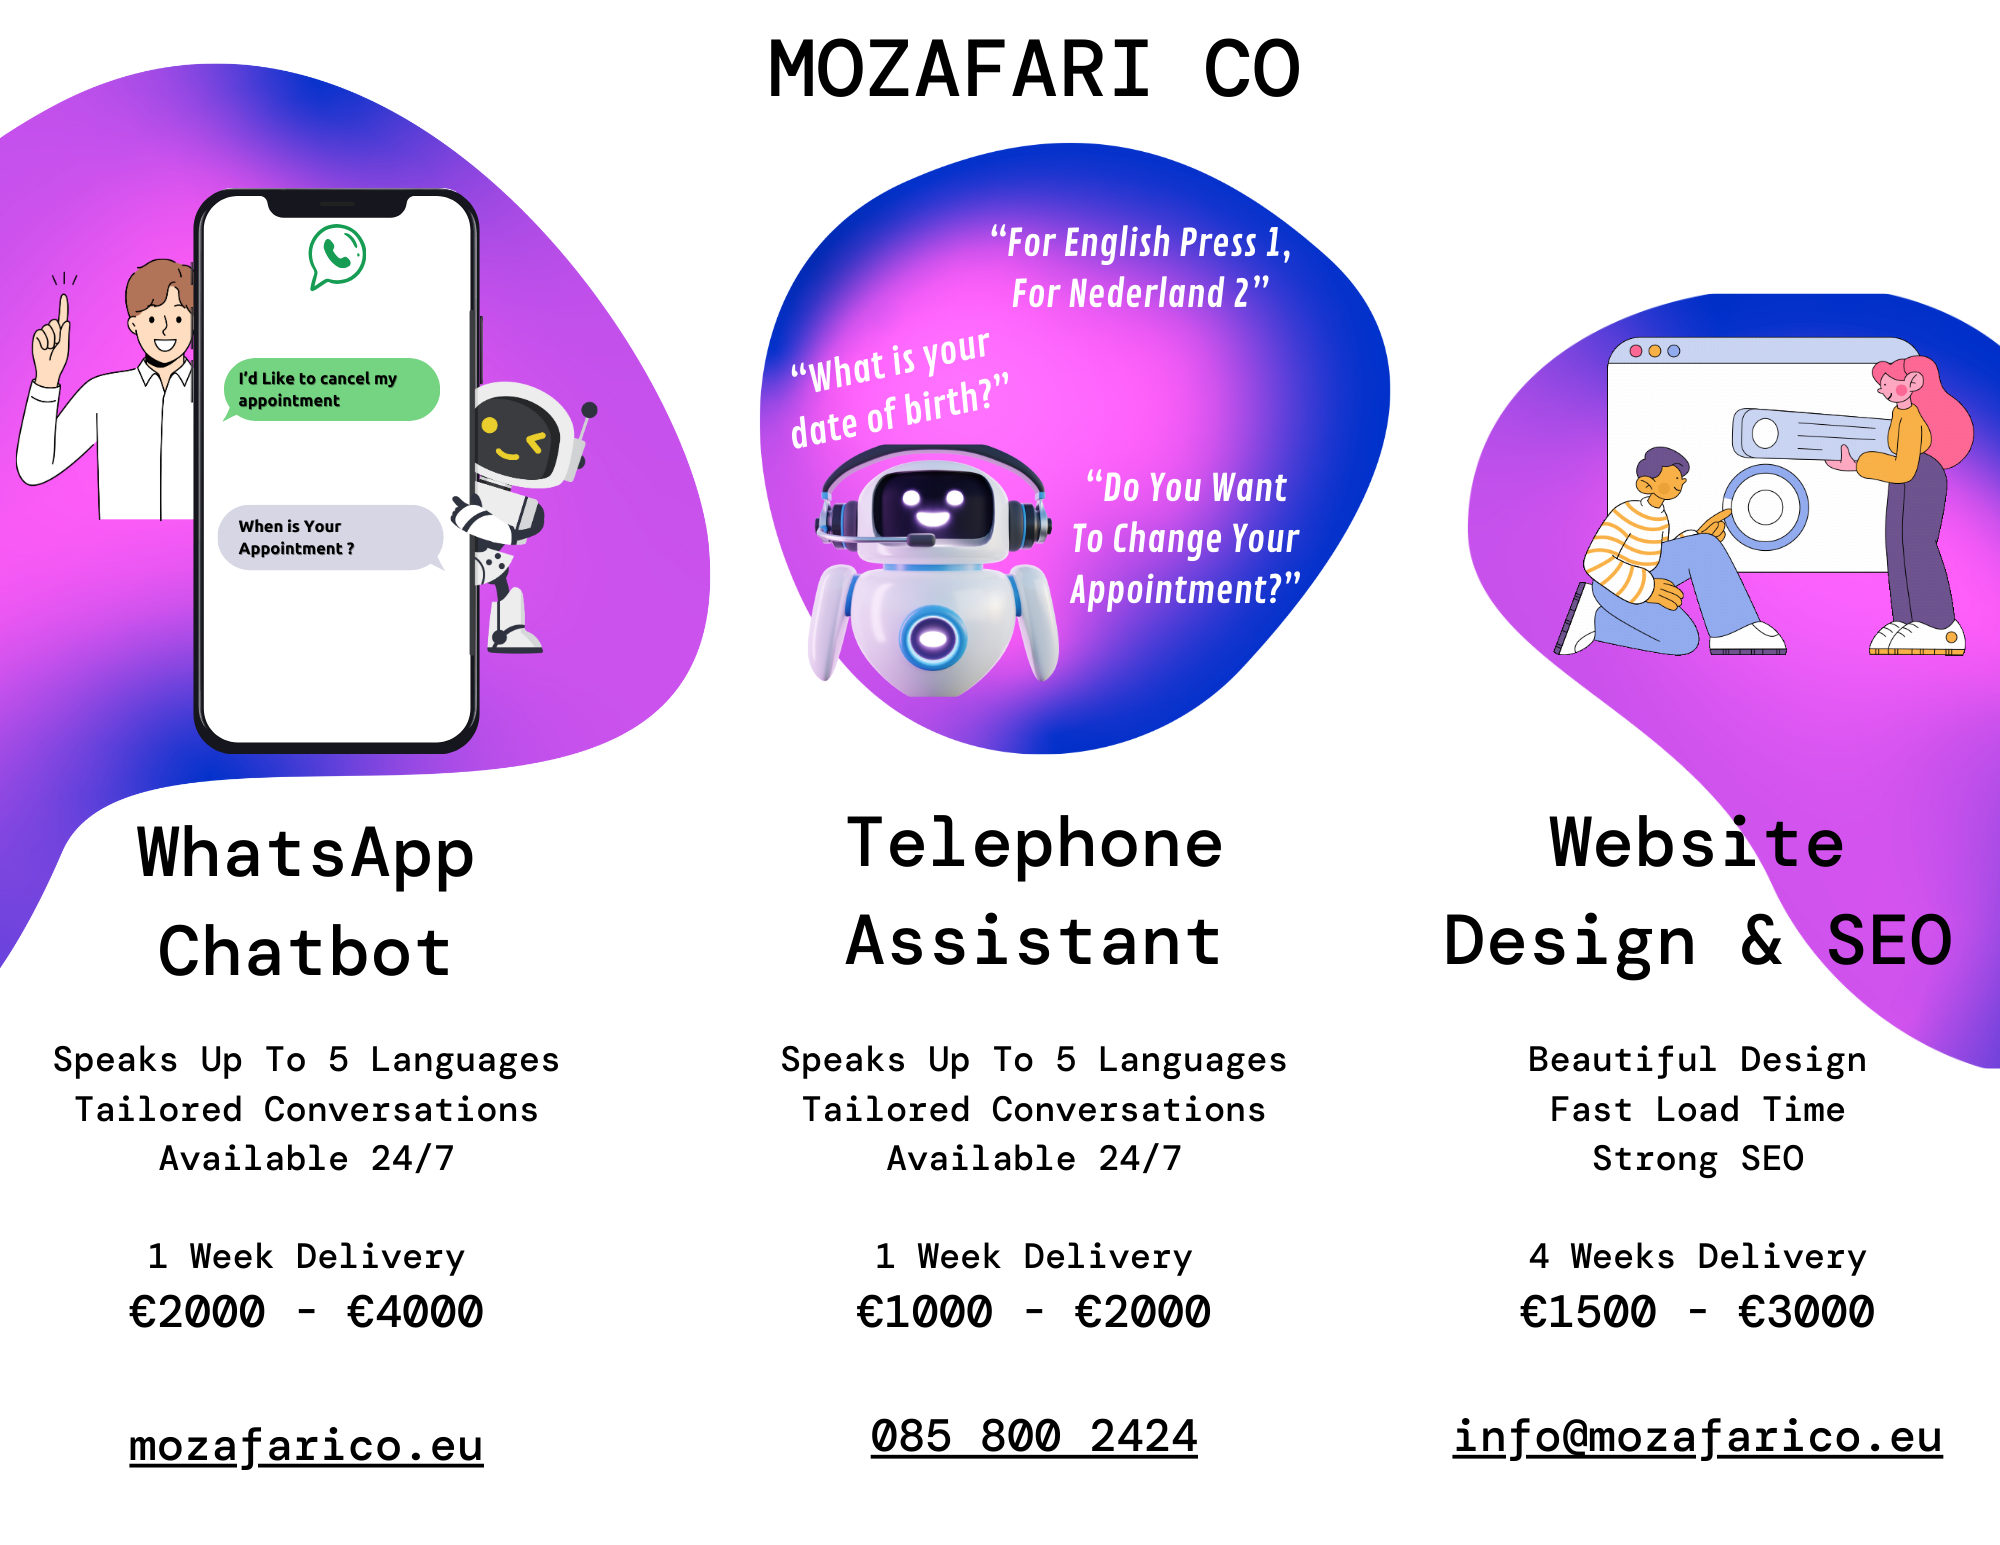 MOZAFARI CO
I'd Like to cancel my
appointment
When is Your
Appointment ?
WhatsApp
Chatbot
Speaks Up To 5 Languages
Tailored Conversations
Available 24/7
1 Week Delivery
€2000 - €4000
mozafarico.eu
“For English Press 1,
For Nederland 2”
“What is your
date of birth?”
“Do You Want
To Change Your
Appointment?”
Telephone
Assistant
Speaks Up To 5 Languages
Tailored Conversations
Available 24/7
1 Week Delivery
€1000 - €2000
085 800 2424
Website
Design & SEO
Beautiful Design
Fast Load Time
Strong SEO
4 Weeks Delivery
€1500 - €3000
info@mozafarico.eu